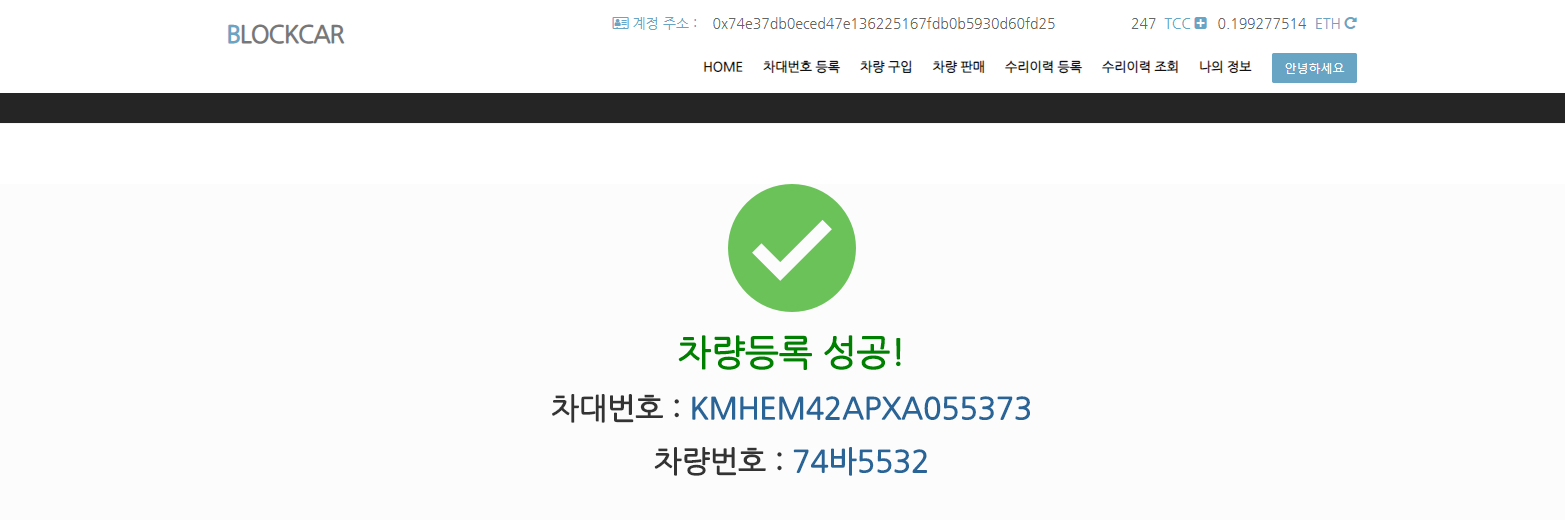 BLOCKCAR
계정 주소 : 0x74e37db0eced47e136225167fdb0b5930d60fd25 247 TCC 0.199277514 ETH
HOME 차대번호 등록 차량 구입 차량 판매 수리이력 등록 수리이력 조회 나의 정보 안녕하세요
차량등록 성공!
차대번호 : KMHEM42APXA055373
차량번호 : 74바5532